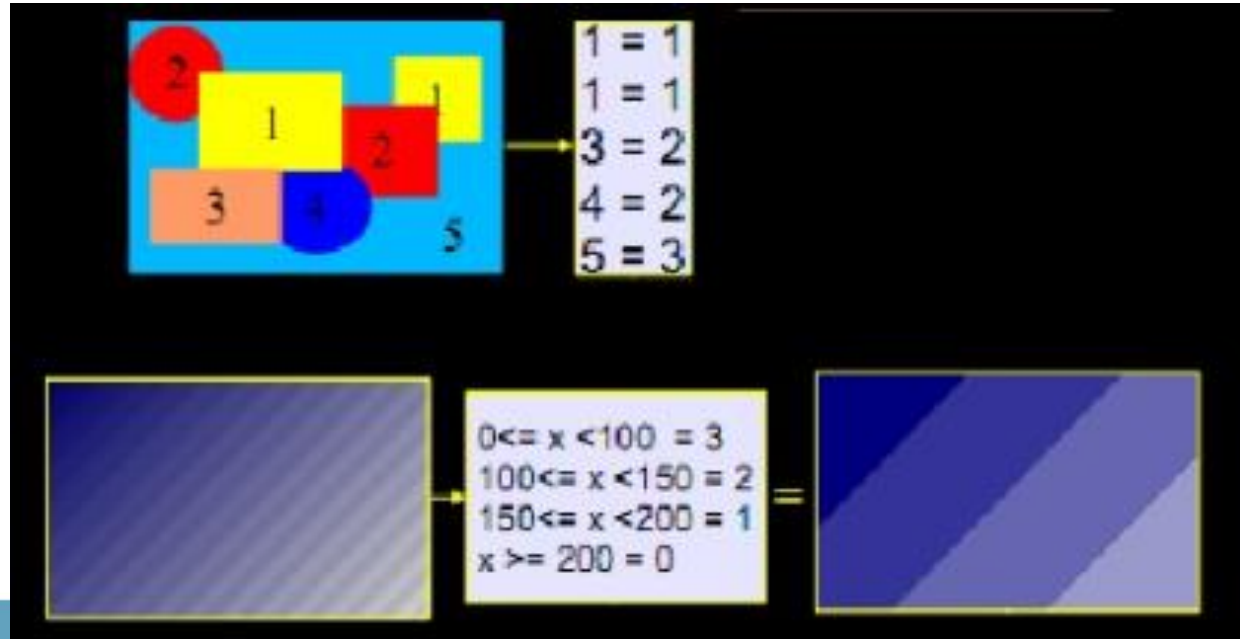 2
1
1
2
3
4
5
1 = 1
1 = 1
3 = 2
4 = 2
5 = 3
0<= x <100 = 3
100<= x <150 = 2
150<= x <200 = 1
x >= 200 = 0
=